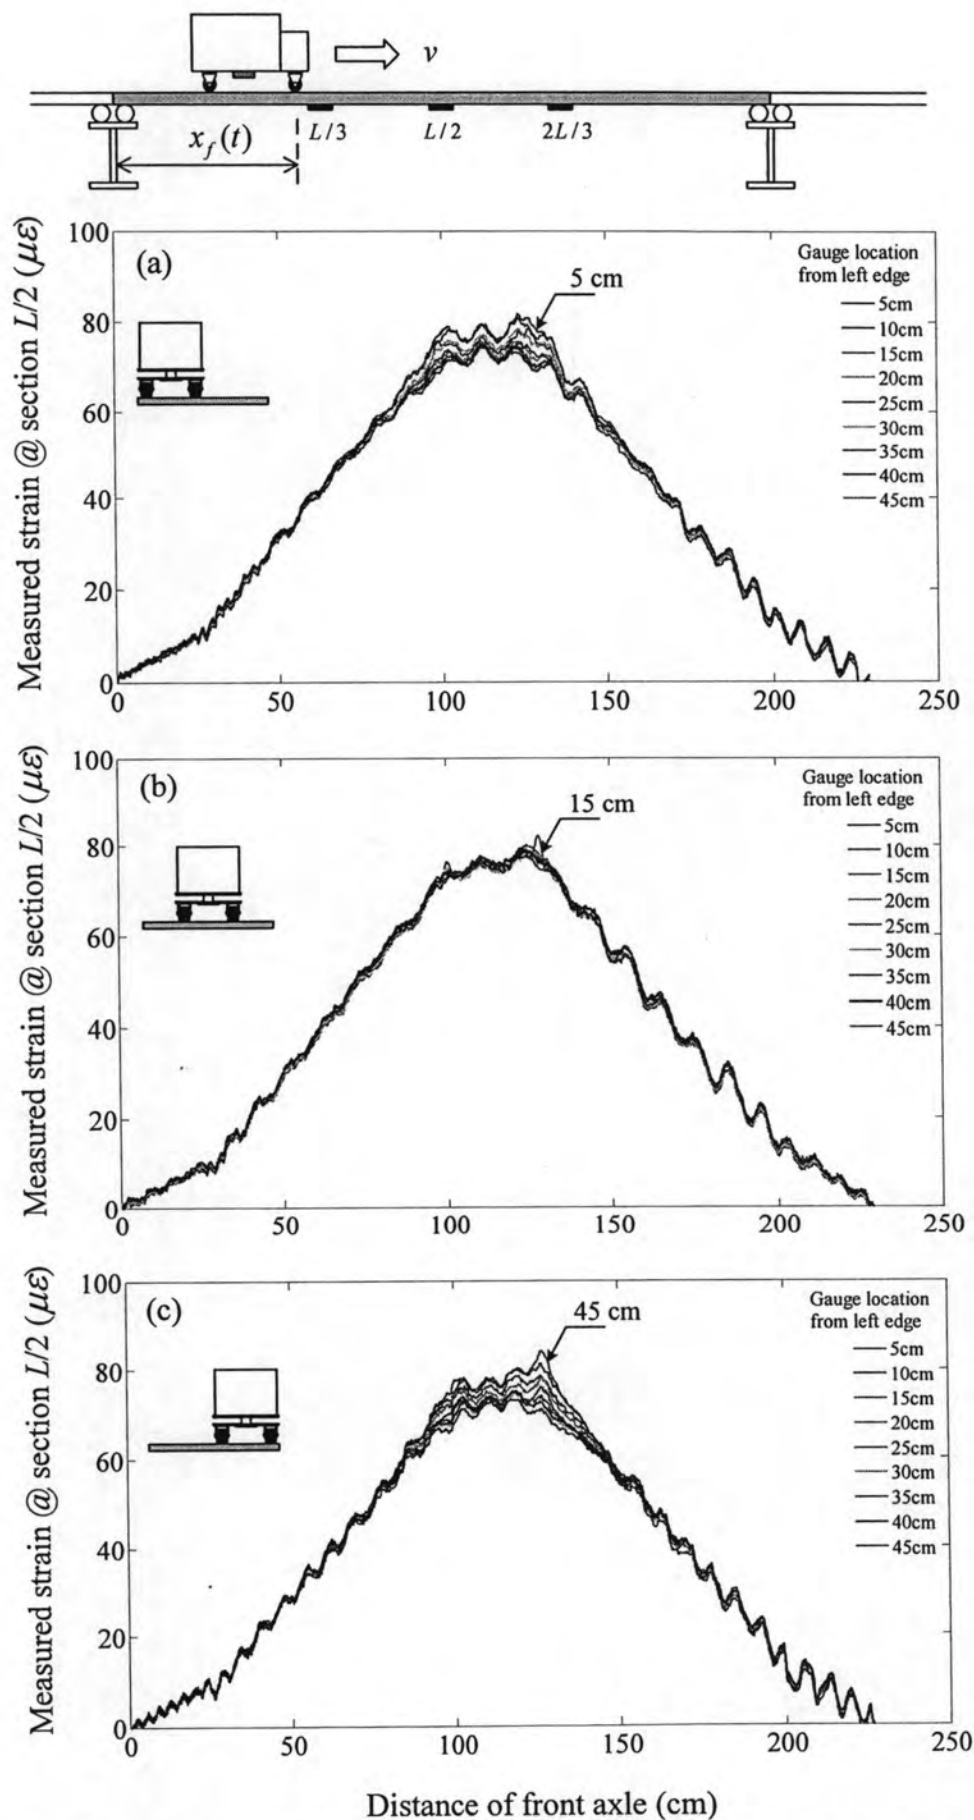 v
L/3 L/2 2L/3
x_f(t)
Measured strain @ section L/2 (με)
100
80
60
40
20
0
(a)
5 cm
Gauge location
from left edge
5cm
10cm
15cm
20cm
25cm
30cm
35cm
40cm
45cm
0 50 100 150 200 250
Measured strain @ section L/2 (με)
100
80
60
40
20
0
(b)
15 cm
Gauge location
from left edge
5cm
10cm
15cm
20cm
25cm
30cm
35cm
40cm
45cm
0 50 100 150 200 250
Measured strain @ section L/2 (με)
100
80
60
40
20
0
(c)
45 cm
Gauge location
from left edge
5cm
10cm
15cm
20cm
25cm
30cm
35cm
40cm
45cm
0 50 100 150 200 250
Distance of front axle (cm)